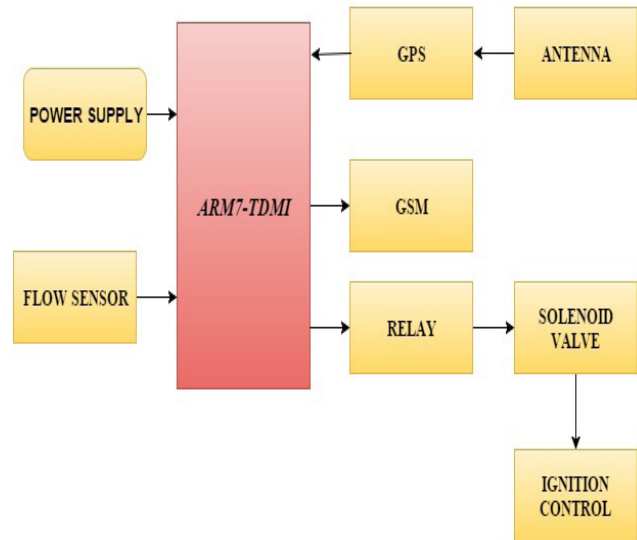 GPS
ANTENNA
POWER SUPPLY
ARM7-TDMI
GSM
FLOW SENSOR
RELAY
SOLENOID
VALVE
IGNITION
CONTROL